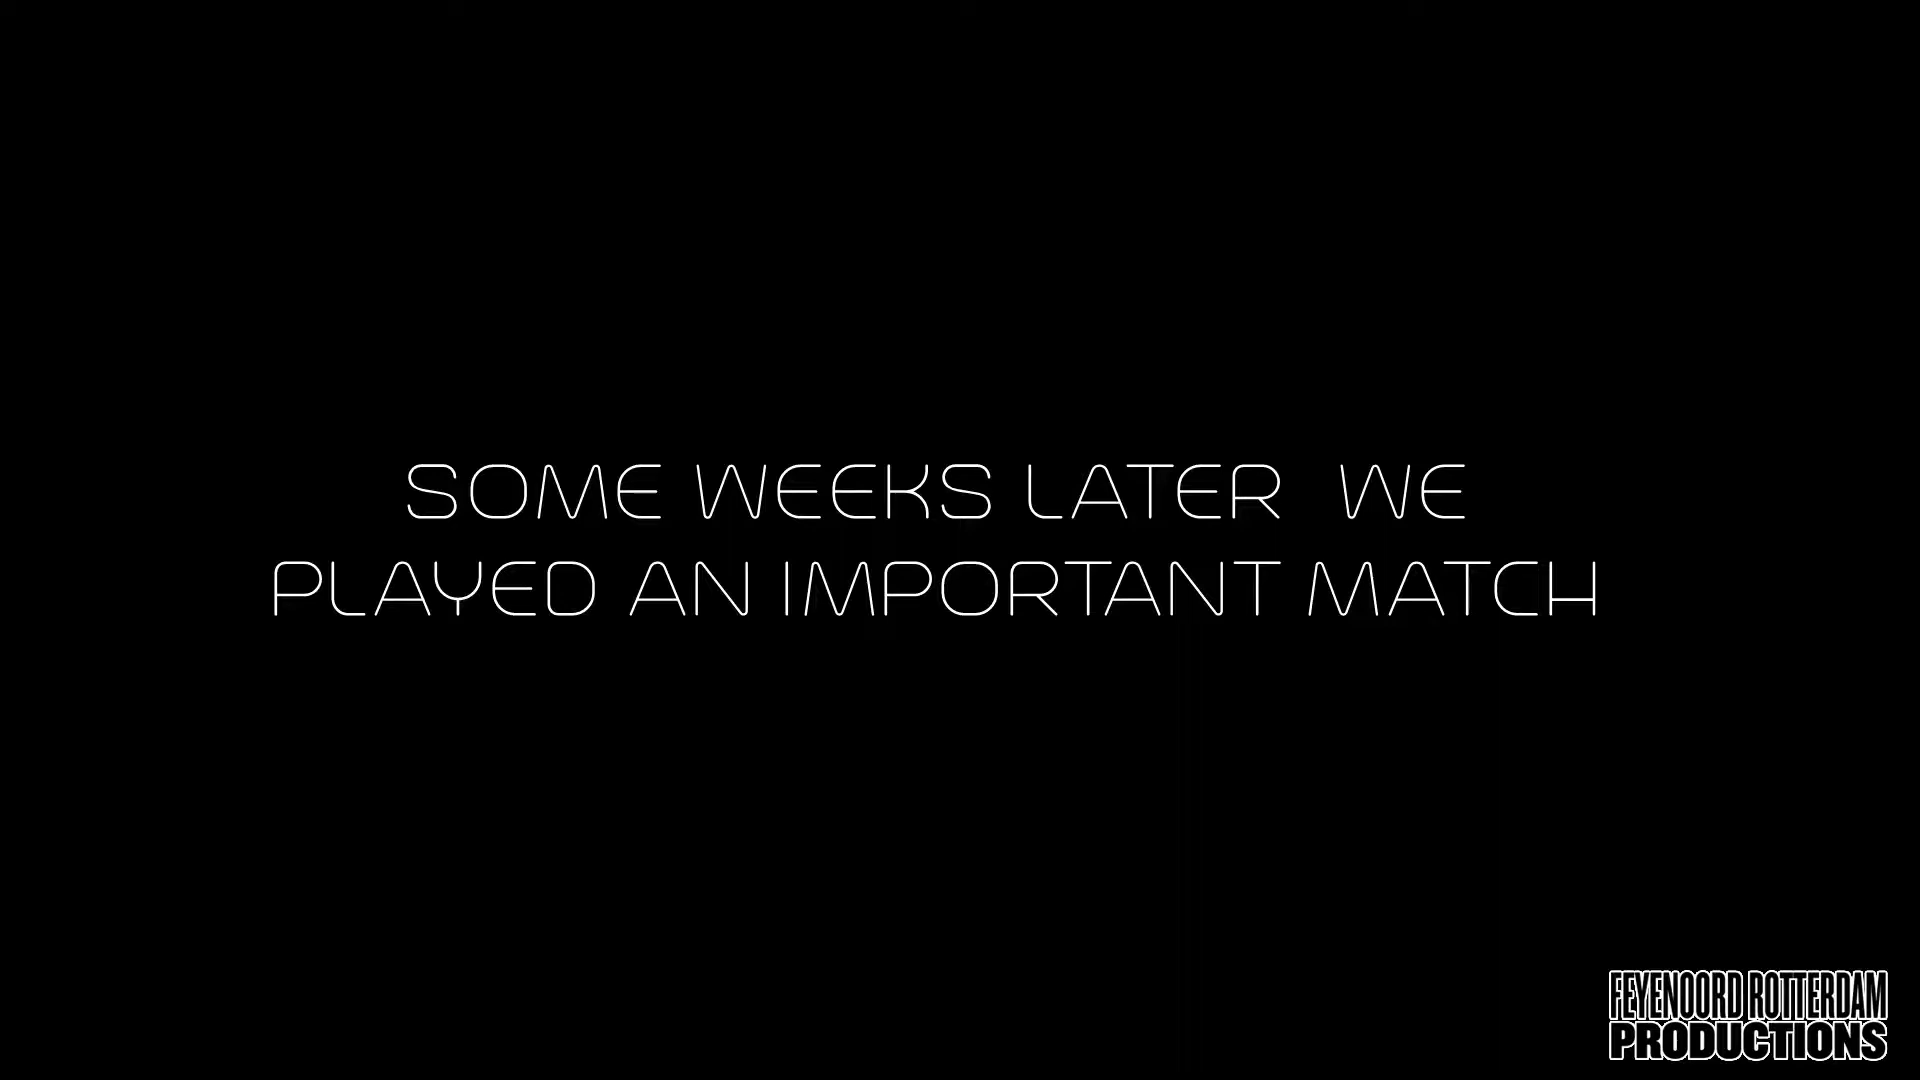 SOME WEEKS LATER  WE
PLAYED AN IMPORTANT MATCH
FEYENOORD ROTTERDAM
PRODUCTIONS